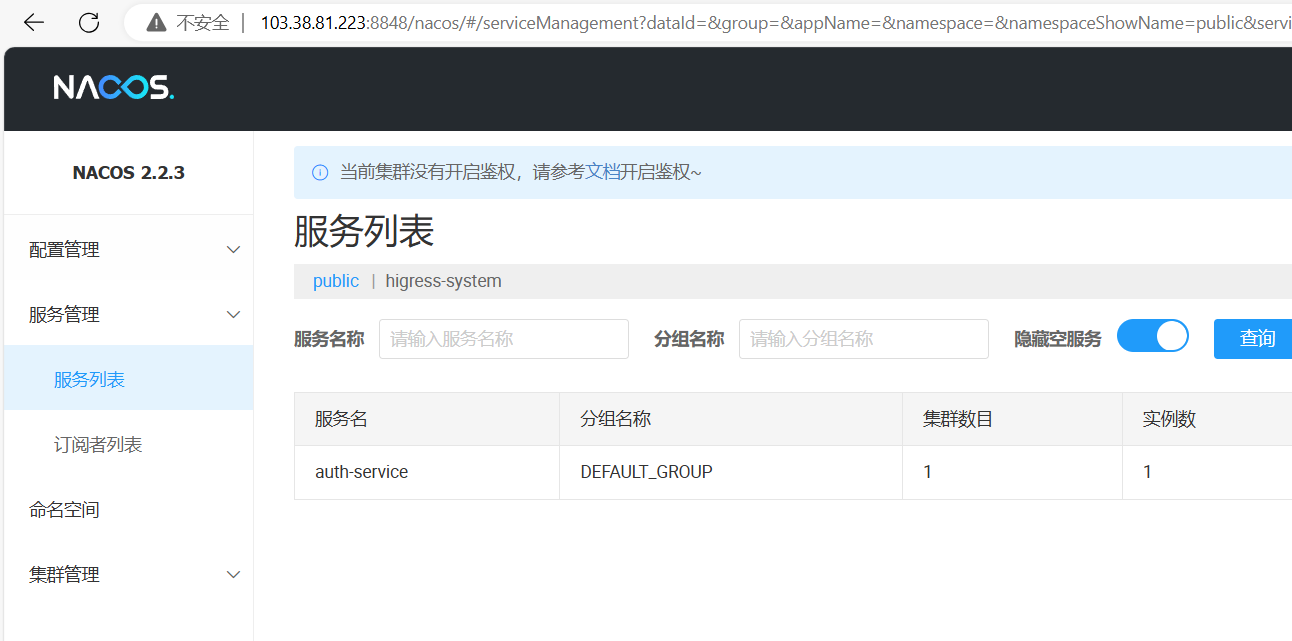 不安全 | 103.38.81.223:8848/nacos/#/serviceManagement?dataId=&group=&appName=&namespace=&namespaceShowName=public&servi
NACOS.
NACOS 2.2.3
当前集群没有开启鉴权，请参考文档开启鉴权~
服务列表
public | higress-system
配置管理
服务管理
服务列表
订阅者列表
命名空间
集群管理
服务名称 请输入服务名称 分组名称 请输入分组名称 隐藏空服务 查询
服务名 分组名称 集群数目 实例数
auth-service DEFAULT_GROUP 1 1